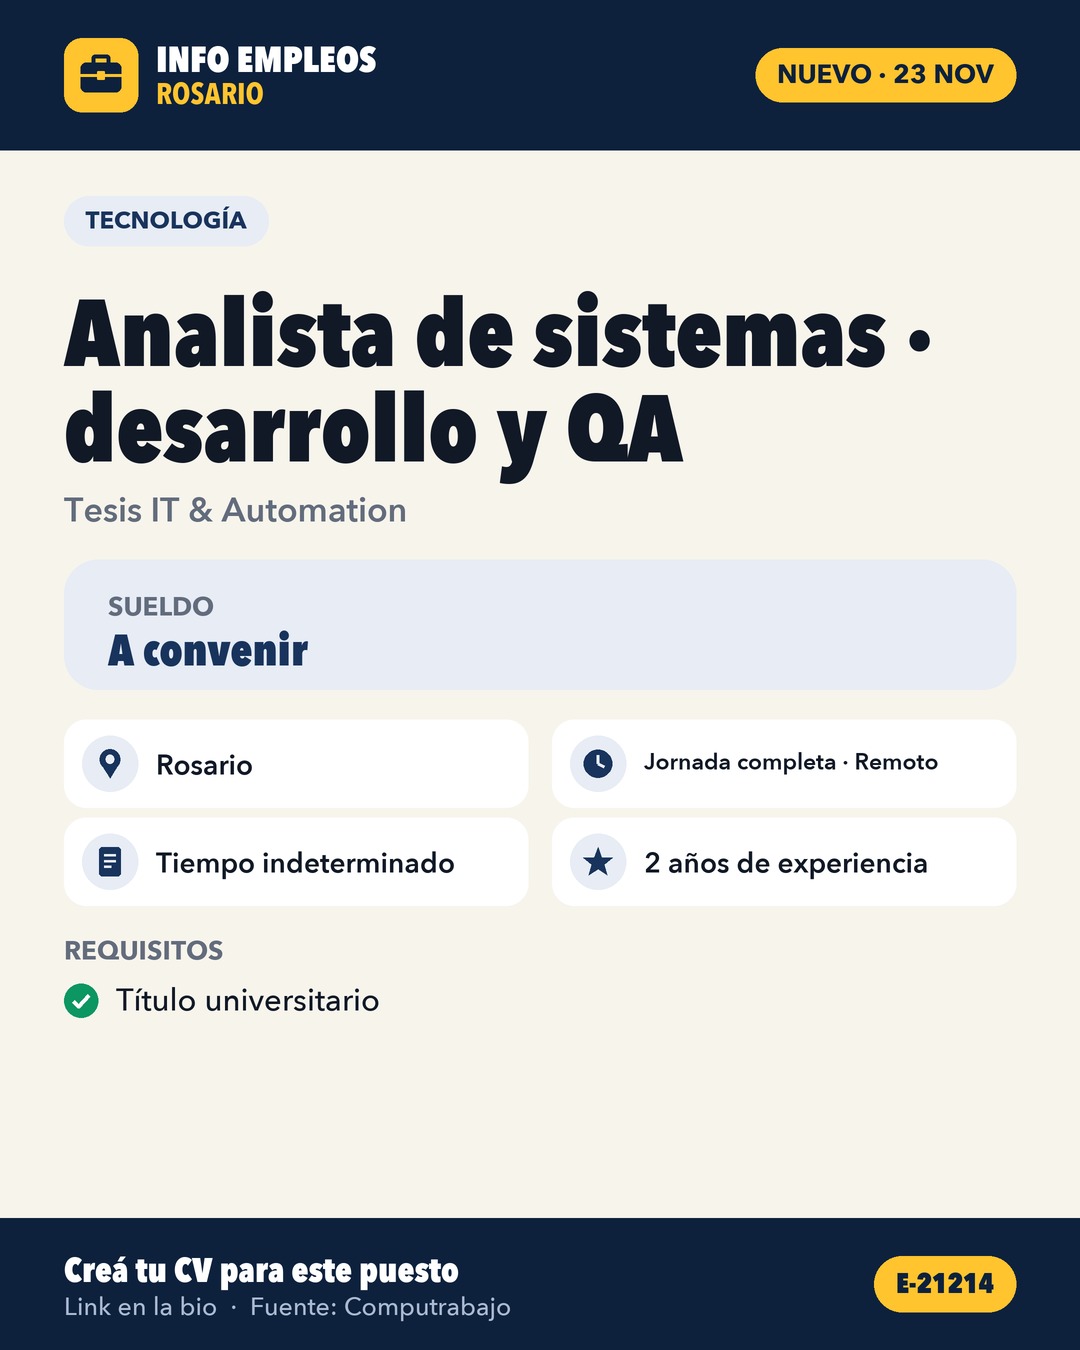 INFO EMPLEOS
ROSARIO
NUEVO · 23 NOV
TECNOLOGÍA
Analista de sistemas ·
desarrollo y QA
Tesis IT & Automation
SUELDO
A convenir
Rosario
Jornada completa · Remoto
Tiempo indeterminado
2 años de experiencia
REQUISITOS
Título universitario
Creá tu CV para este puesto
Link en la bio · Fuente: Computrabajo
E-21214